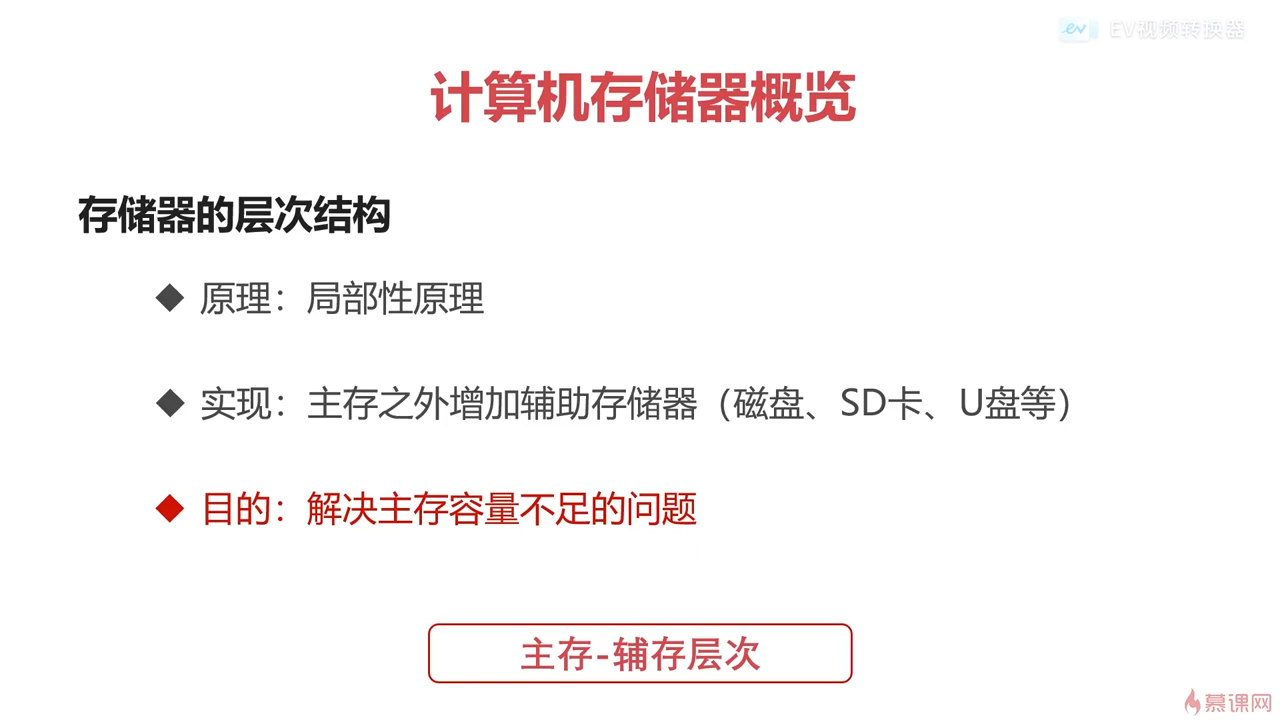 EV视频转换器
计算机存储器概览
存储器的层次结构
◆ 原理：局部性原理
◆ 实现：主存之外增加辅助存储器（磁盘、SD卡、U盘等）
◆ 目的：解决主存容量不足的问题
主存-辅存层次
慕课网